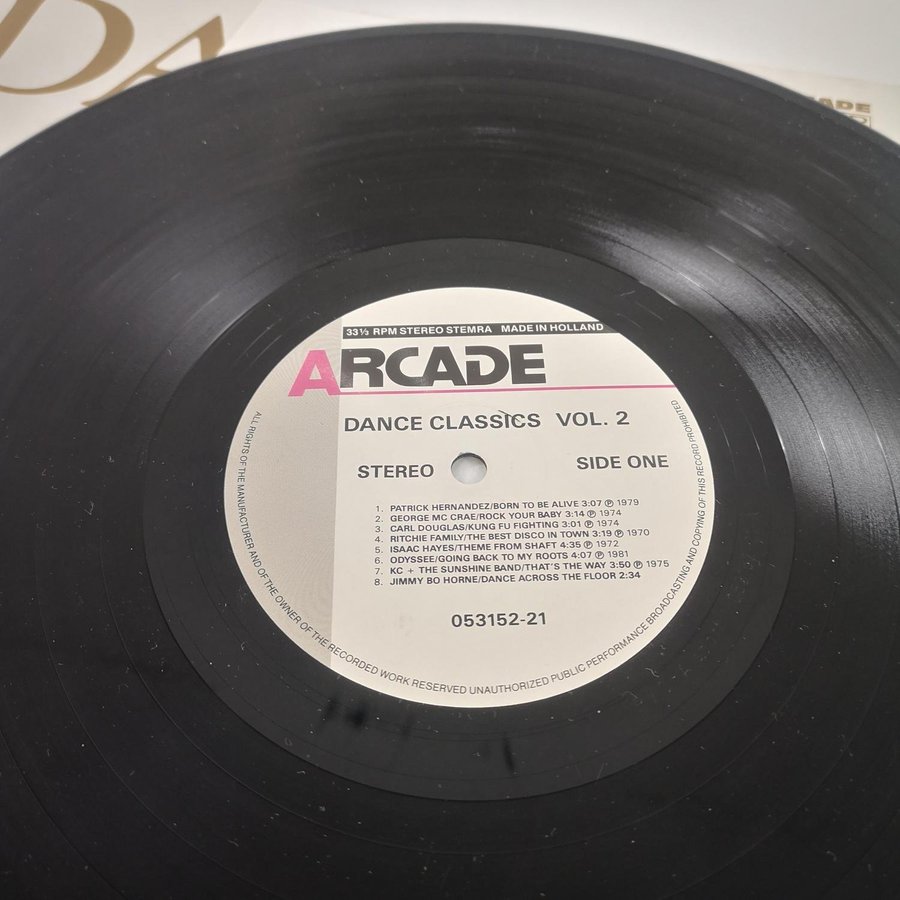 DA
ADE
33⅓ RPM STEREO STEMRA MADE IN HOLLAND
ARCADE
DANCE CLASSICS VOL. 2
STEREO
SIDE ONE
1. PATRICK HERNANDEZ/BORN TO BE ALIVE 3:07 ℗ 1979
2. GEORGE MC CRAE/ROCK YOUR BABY 3:14 ℗ 1974
3. CARL DOUGLAS/KUNG FU FIGHTING 3:01 ℗ 1974
4. RITCHIE FAMILY/THE BEST DISCO IN TOWN 3:19 ℗ 1970
5. ISAAC HAYES/THEME FROM SHAFT 4:35 ℗ 1972
6. ODYSSEE/GOING BACK TO MY ROOTS 4:07 ℗ 1981
7. KC + THE SUNSHINE BAND/THAT'S THE WAY 3:50 ℗ 1975
8. JIMMY BO HORNE/DANCE ACROSS THE FLOOR 2:34
053152-21
ALL RIGHTS OF THE MANUFACTURER AND OF THE OWNER OF THE RECORDED WORK RESERVED UNAUTHORIZED PUBLIC PERFORMANCE BROADCASTING AND COPYING OF THIS RECORD PROHIBITED